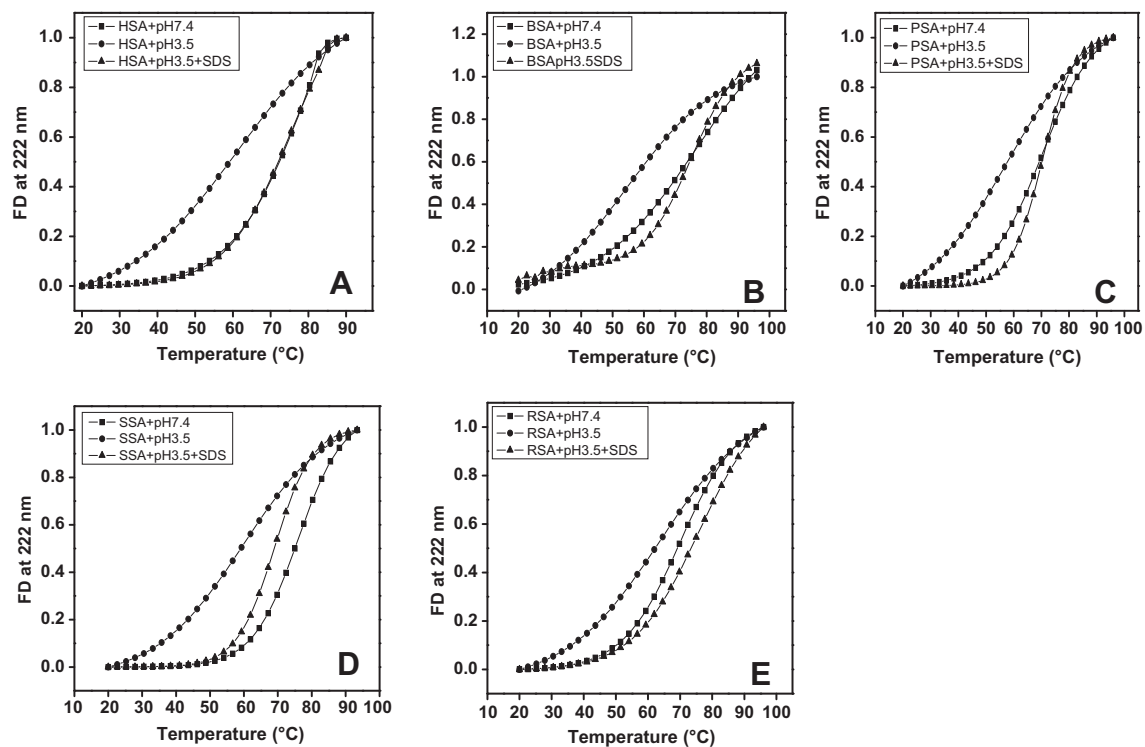 HSA+pH7.4
HSA+pH3.5
HSA+pH3.5+SDS
1.0
0.8
0.6
0.4
0.2
0.0
FD at 222 nm
A
20 30 40 50 60 70 80 90
Temperature (°C)
BSA+pH7.4
BSA+pH3.5
BSApH3.5SDS
1.2
1.0
0.8
0.6
0.4
0.2
0.0
FD at 222 nm
B
10 20 30 40 50 60 70 80 90 100
Temperature (°C)
PSA+pH7.4
PSA+pH3.5
PSA+pH3.5+SDS
1.0
0.8
0.6
0.4
0.2
0.0
FD at 222 nm
C
10 20 30 40 50 60 70 80 90 100
Temperature (°C)
SSA+pH7.4
SSA+pH3.5
SSA+pH3.5+SDS
1.0
0.8
0.6
0.4
0.2
0.0
FD at 222 nm
D
10 20 30 40 50 60 70 80 90 100
Temperature (°C)
RSA+pH7.4
RSA+pH3.5
RSA+pH3.5+SDS
1.0
0.8
0.6
0.4
0.2
0.0
FD at 222 nm
E
10 20 30 40 50 60 70 80 90 100
Temperature (°C)